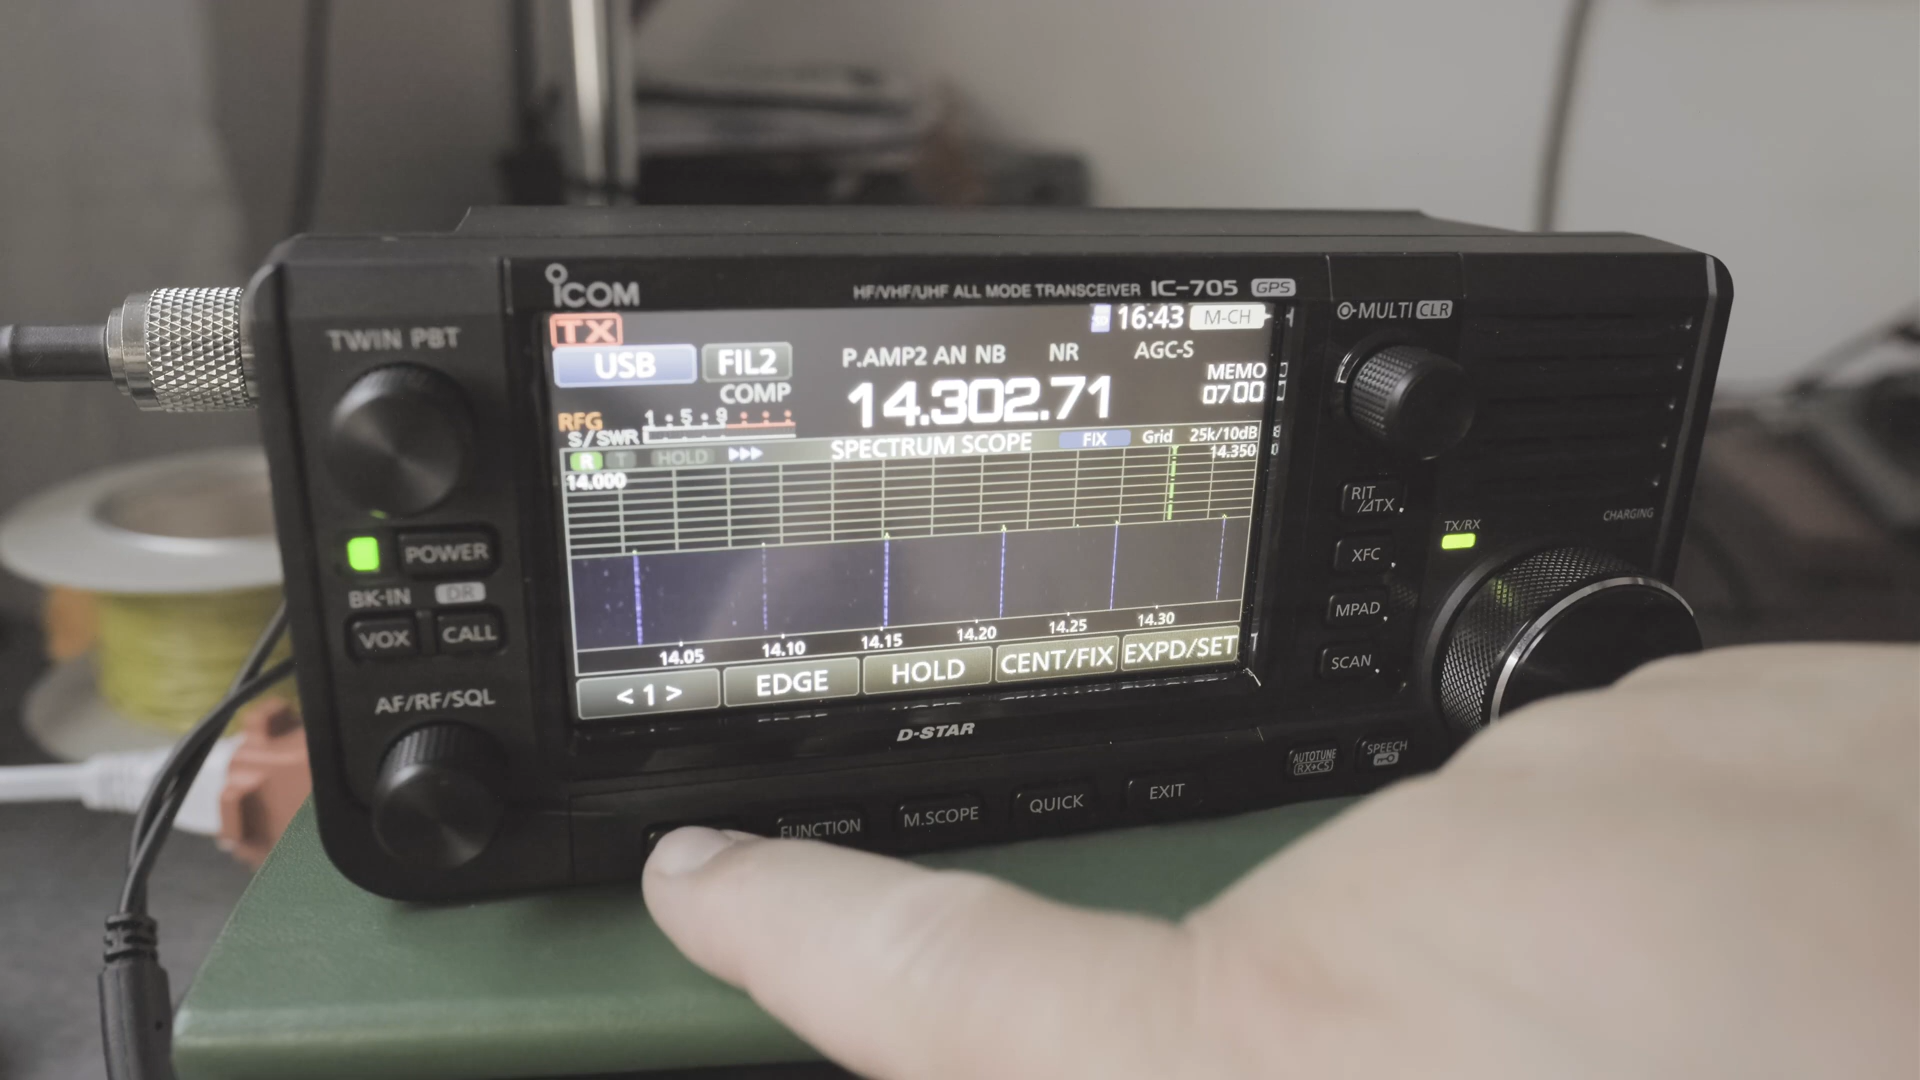 ICOM
HF/VHF/UHF ALL MODE TRANSCEIVER IC-705 GPS
TWIN PBT
MULTI CLR
TX
16:43 M-CH
USB FIL2
P.AMP2 AN NB NR AGC-S
COMP
14.302.71
MEMO
0700
RFG
S/SWR
1 • 5 • 9
R T HOLD
SPECTRUM SCOPE FIX Grid 25k/10dB
14.000
14.350
14.05 14.10 14.15 14.20 14.25 14.30
< 1 > EDGE HOLD CENT/FIX EXPD/SET
D-STAR
POWER
BK-IN DR
VOX CALL
AF/RF/SQL
RIT
/⊿TX
XFC
MPAD
SCAN
TX/RX
CHARGING
FUNCTION M.SCOPE QUICK EXIT
AUTOTUNE
RX+CS
SPEECH